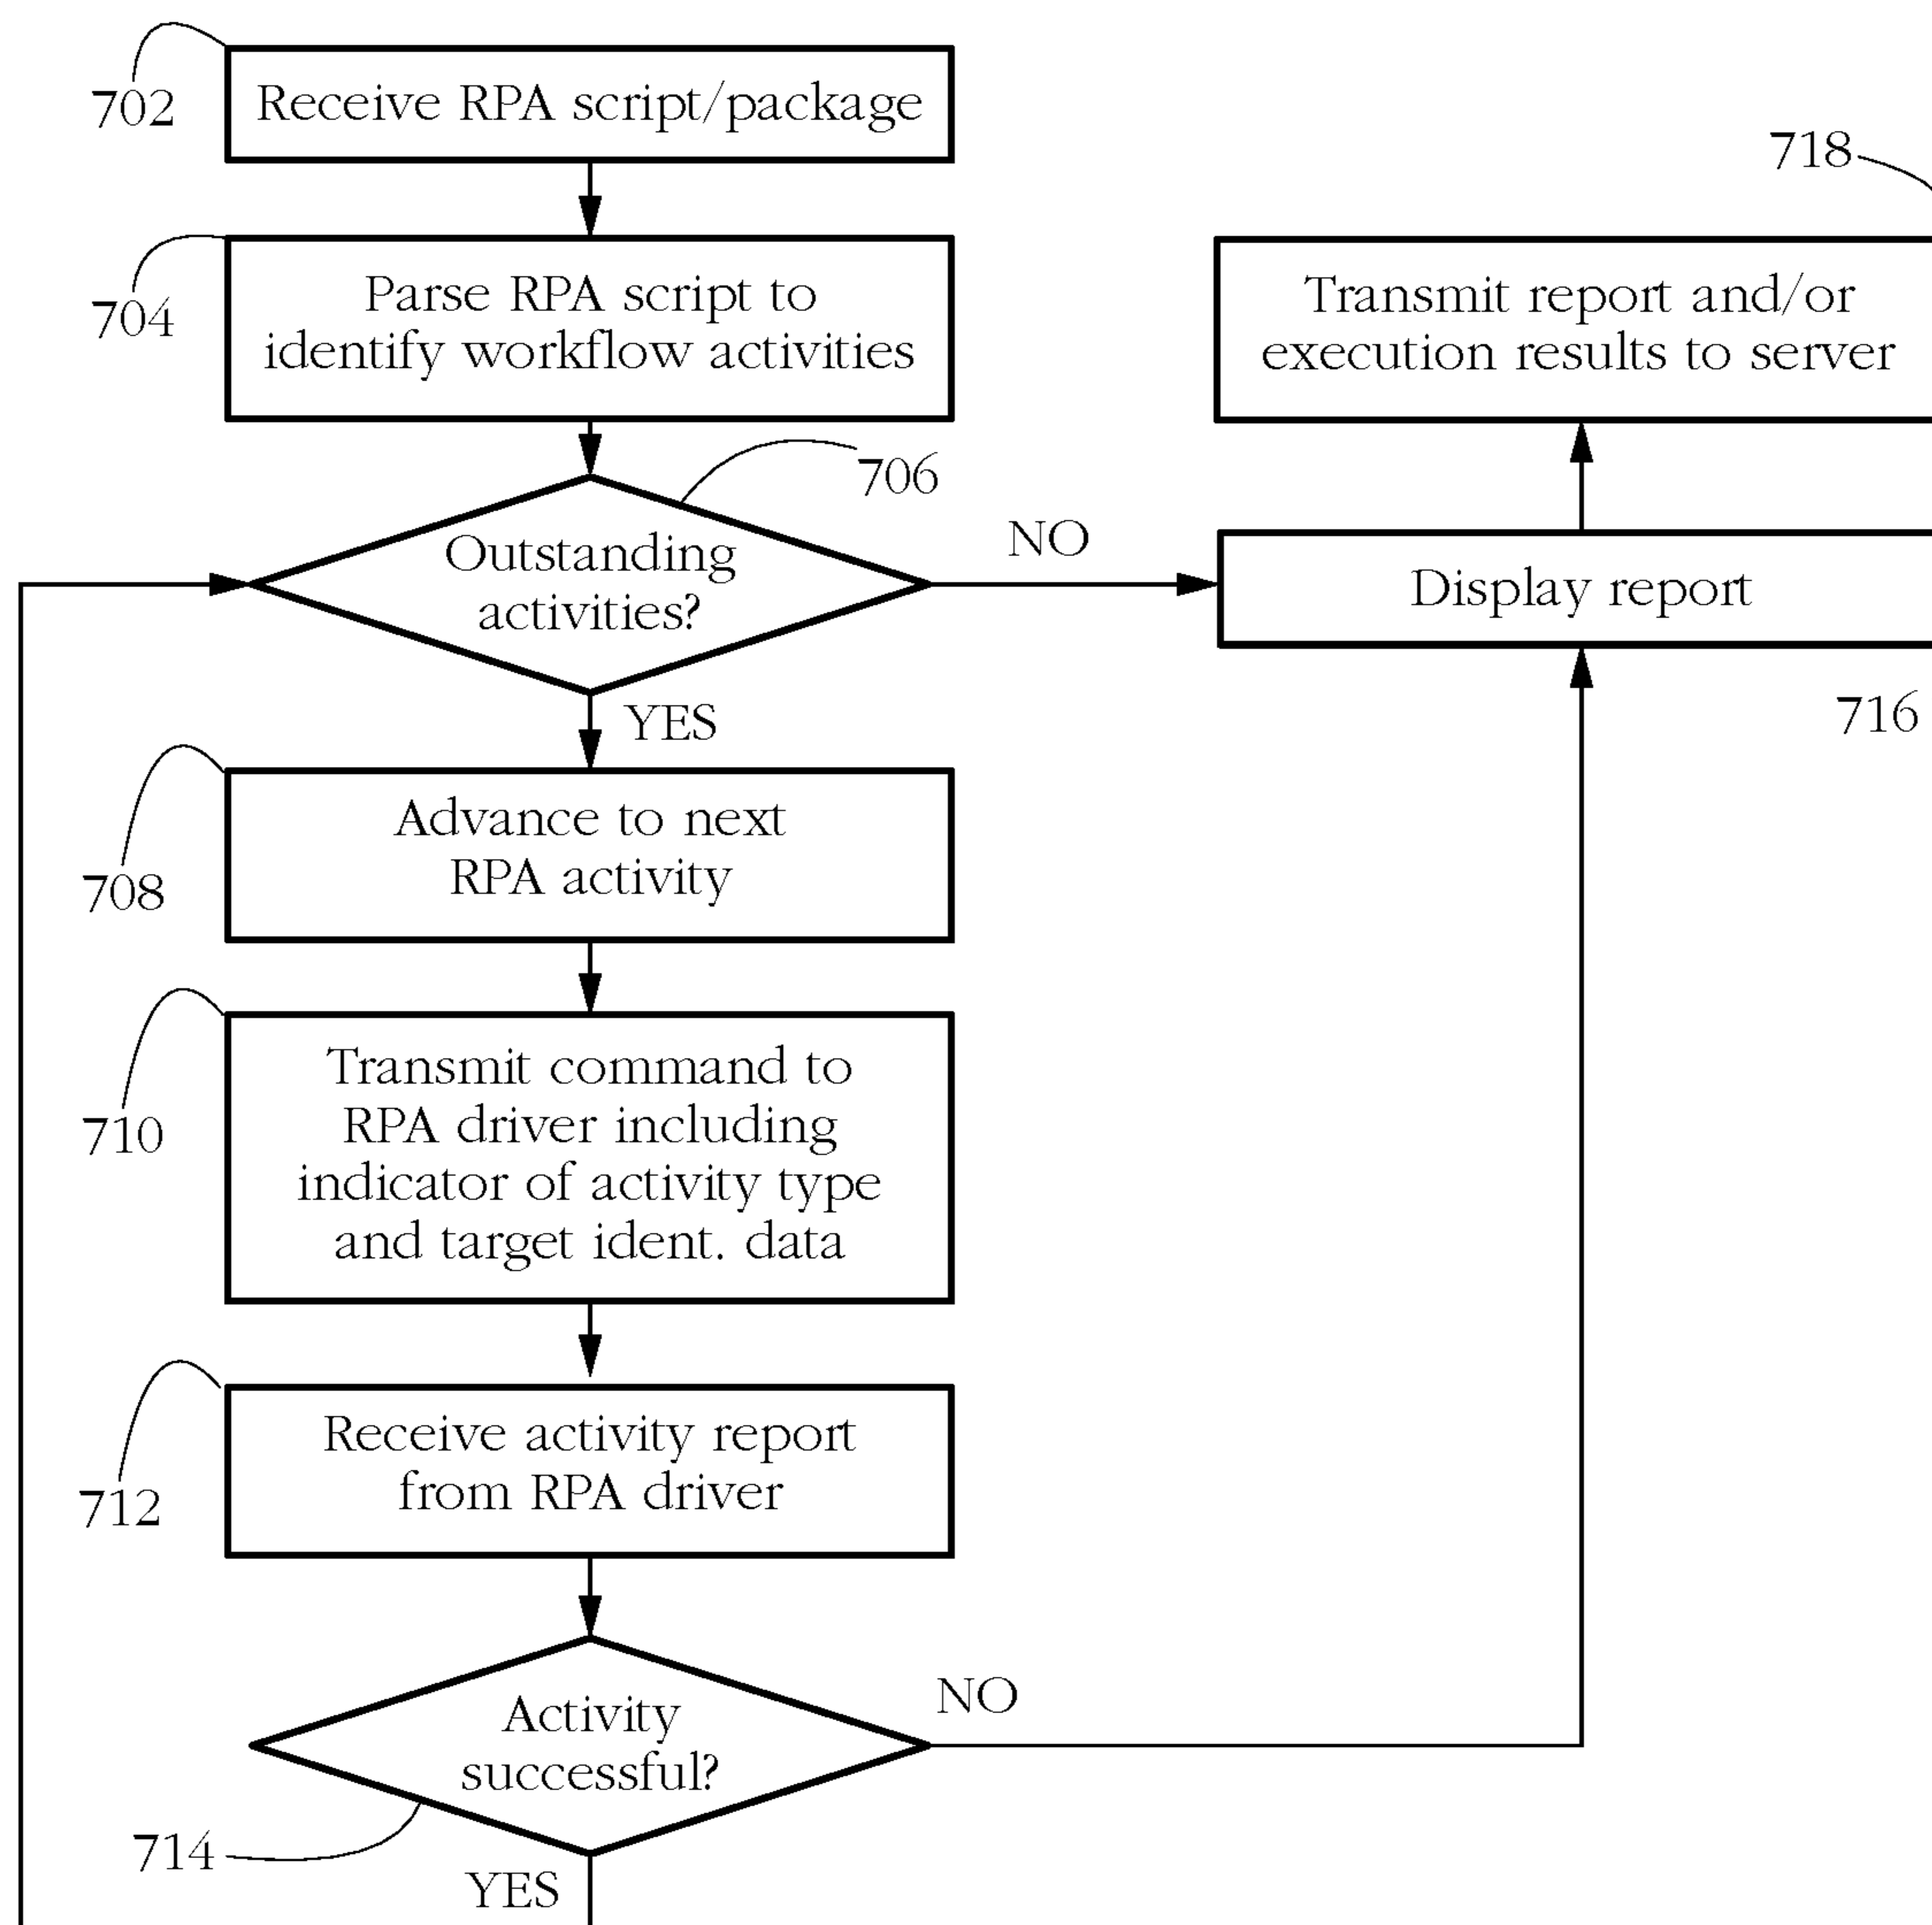 702
Receive RPA script/package
704
Parse RPA script to
identify workflow activities
706
Outstanding
activities?
NO
YES
708
Advance to next
RPA activity
710
Transmit command to
RPA driver including
indicator of activity type
and target ident. data
712
Receive activity report
from RPA driver
Activity
successful?
NO
714
YES
718
Transmit report and/or
execution results to server
Display report
716